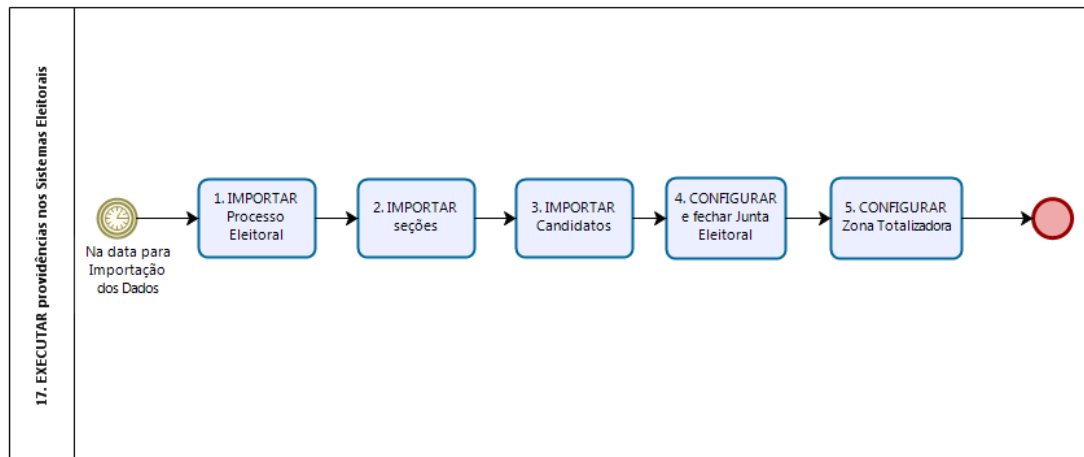 17. EXECUTAR providências nos Sistemas Eleitorais
Na data para
Importação
dos Dados
1. IMPORTAR
Processo
Eleitoral
2. IMPORTAR
seções
3. IMPORTAR
Candidatos
4. CONFIGURAR
e fechar Junta
Eleitoral
5. CONFIGURAR
Zona Totalizadora